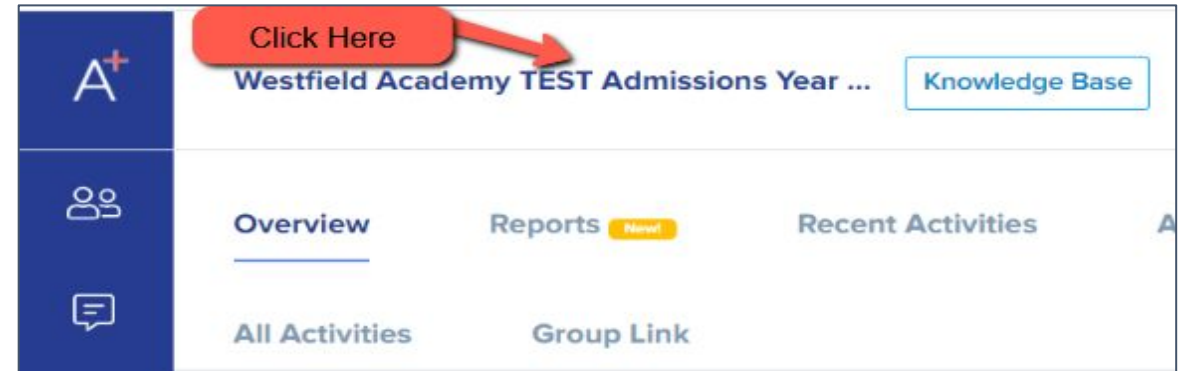 Click Here
A+
Westfield Academy TEST Admissions Year ... Knowledge Base
Overview Reports New! Recent Activities A
All Activities Group Link